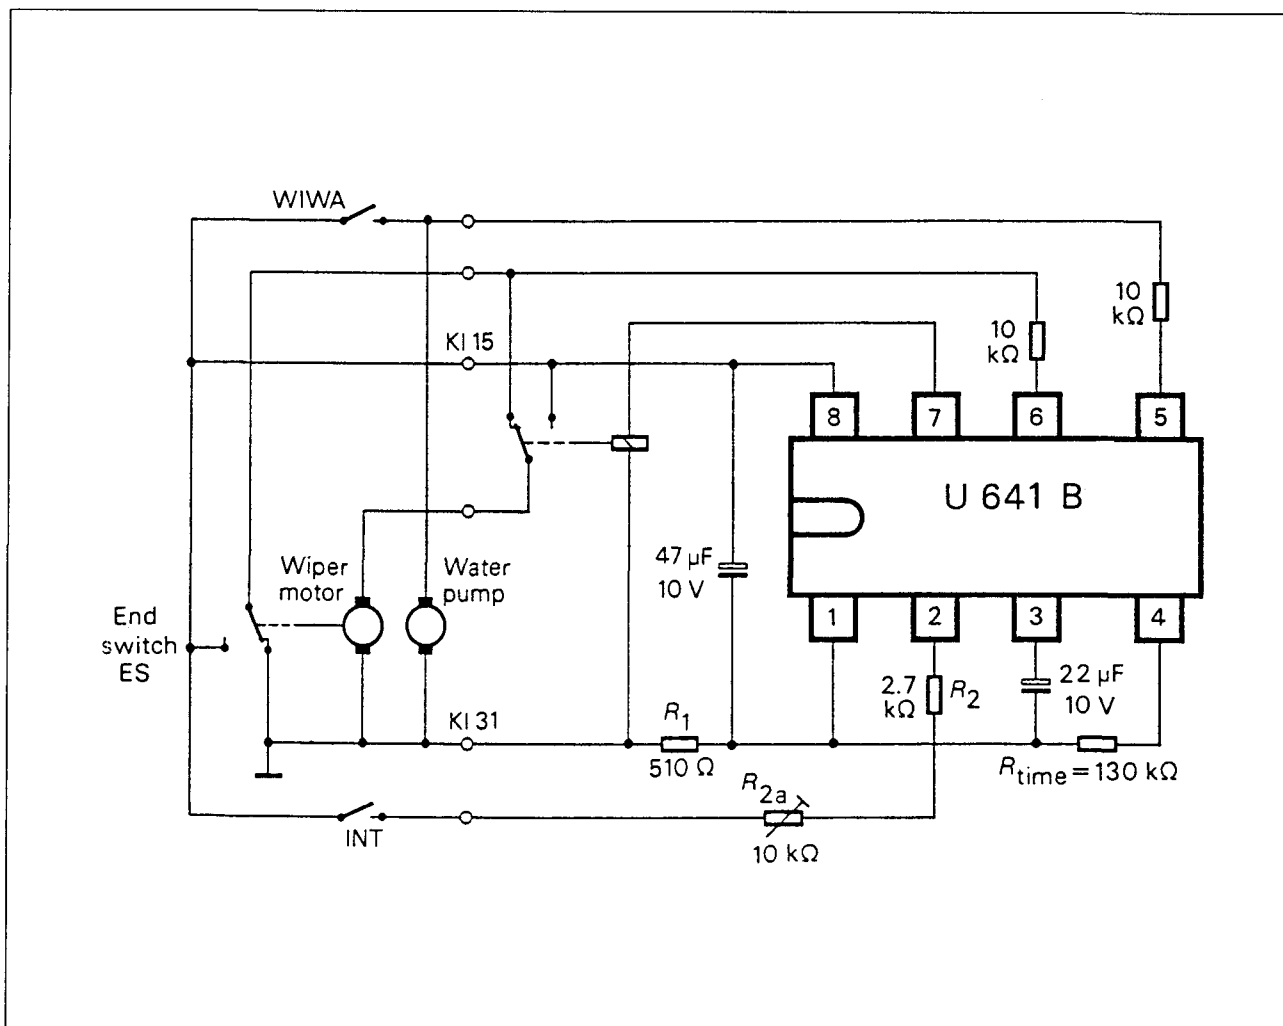 WIWA
KI 15
10
kΩ
10
kΩ
8
7
6
5
U 641 B
Wiper
motor
Water
pump
47 µF
10 V
End
switch
ES
1
2
3
4
2.7
kΩ
R2
22 µF
10 V
KI 31
R1
510 Ω
Rtime = 130 kΩ
R2a
10 kΩ
INT